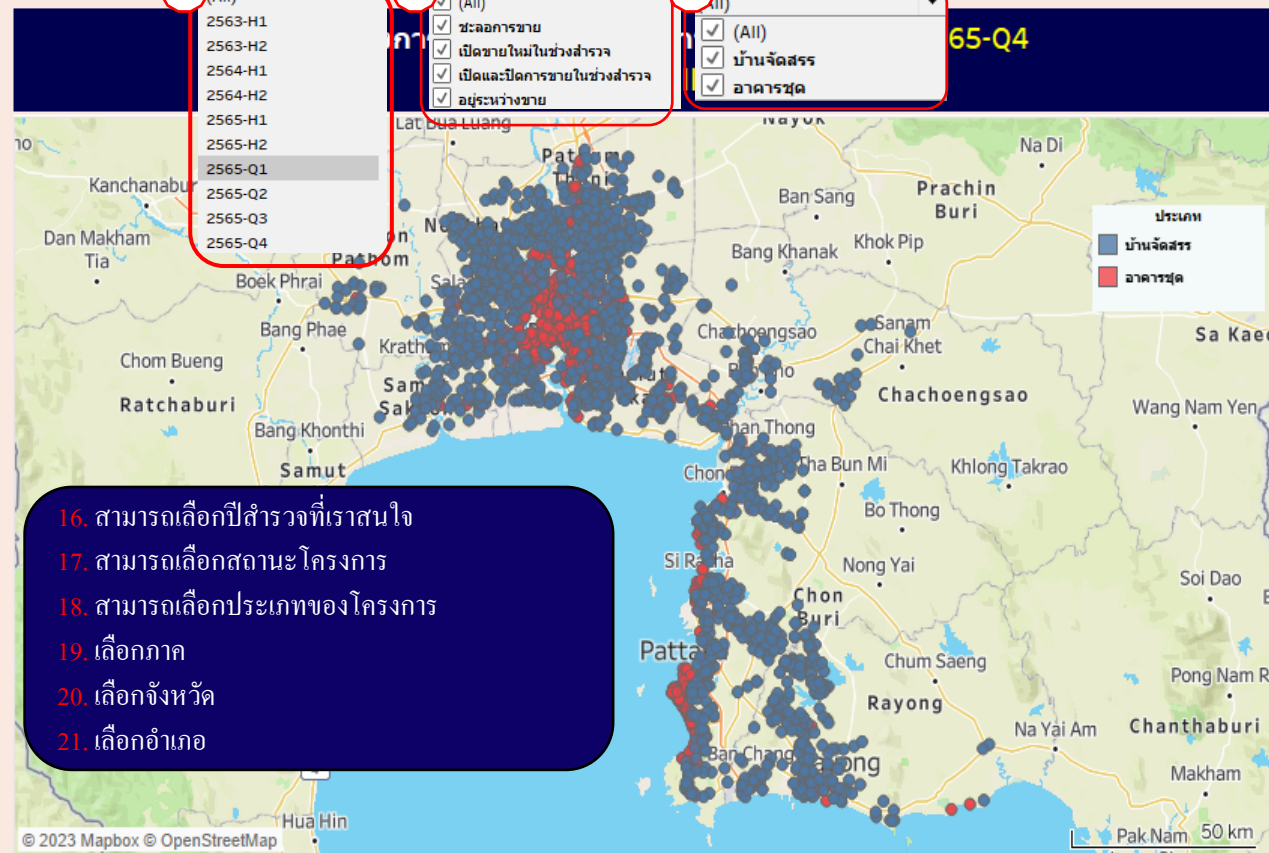 (All)
2563-H1
2563-H2
2564-H1
2564-H2
2565-H1
2565-H2
2565-Q1
2565-Q2
2565-Q3
2565-Q4
(All)
ชะลอการขาย
เปิดขายใหม่ในช่วงสำรวจ
เปิดและปิดการขายในช่วงสำรวจ
อยู่ระหว่างขาย
(All)
(All)
บ้านจัดสรร
อาคารชุด
65-Q4
Lat Bua Luang
Nayok
Na Di
Pathum
Thani
Kanchanabur
Ban Sang
Prachin
Buri
ประเภท
บ้านจัดสรร
อาคารชุด
Dan Makham
Tia
Pathom
Bang Khanak
Khok Pip
Boek Phrai
Sala
Bang Phae
Krath
Chachoengsao
Sanam
Chai Khet
Sa Kaeo
Chom Bueng
Ratchaburi
Sam
Sak
Chachoengsao
Wang Nam Yen
Bang Khonthi
Phan Thong
Samut
Chon
Tha Bun Mi
Khlong Takrao
Bo Thong
16. สามารถเลือกปีสำรวจที่เราสนใจ
17. สามารถเลือกสถานะโครงการ
18. สามารถเลือกประเภทของโครงการ
19. เลือกภาค
20. เลือกจังหวัด
21. เลือกอำเภอ
Si Racha
Nong Yai
Soi Dao
Chon
Buri
Patta
Chum Saeng
Pong Nam R
Rayong
Na Yai Am
Chanthaburi
Ban Chang
Rayong
Makham
Hua Hin
© 2023 Mapbox © OpenStreetMap
Pak Nam
50 km